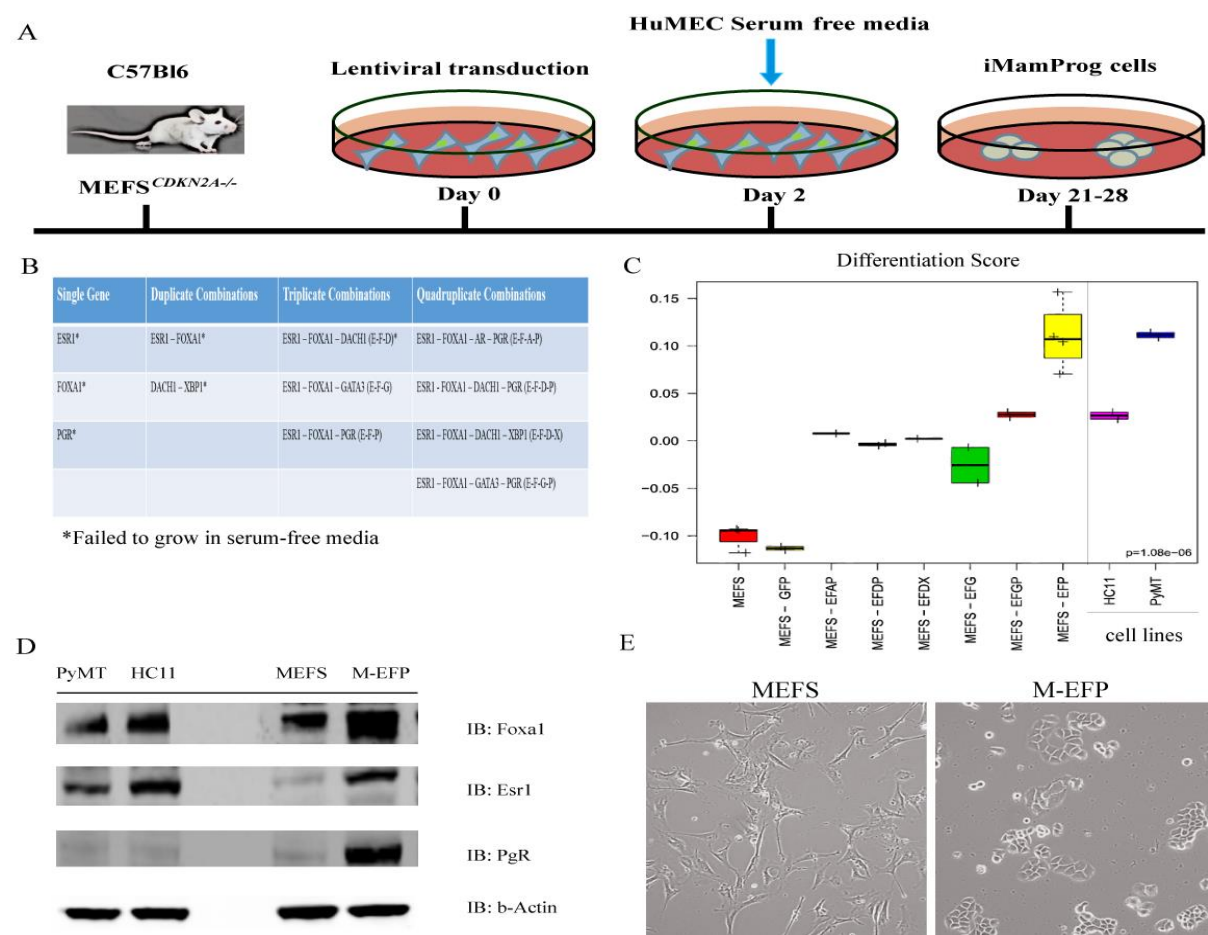 A
C57Bl6
MEFS^CDKN2A-/-
Lentiviral transduction
Day 0
HuMEC Serum free media
Day 2
iMamProg cells
Day 21-28
B
Single Gene Duplicate Combinations Triplicate Combinations Quadruplicate Combinations
ESR1* ESR1 – FOXA1* ESR1 – FOXA1 – DACH1 (E-F-D)* ESR1 – FOXA1 – AR – PGR (E-F-A-P)
FOXA1* DACH1 – XBP1* ESR1 – FOXA1 – GATA3 (E-F-G) ESR1 - FOXA1 – DACH1 – PGR (E-F-D-P)
PGR* ESR1 – FOXA1 – PGR (E-F-P) ESR1 – FOXA1 – DACH1 – XBP1 (E-F-D-X)
ESR1 – FOXA1 – GATA3 – PGR (E-F-G-P)
*Failed to grow in serum-free media
C
Differentiation Score
0.15
0.10
0.05
0.00
−0.05
−0.10
p=1.08e−06
MEFS
MEFS − GFP
MEFS − EFAP
MEFS − EFDP
MEFS − EFDX
MEFS − EFG
MEFS − EFGP
MEFS − EFP
HC11
PyMT
cell lines
D
PyMT HC11 MEFS M-EFP
IB: Foxa1
IB: Esr1
IB: PgR
IB: b-Actin
E
MEFS M-EFP